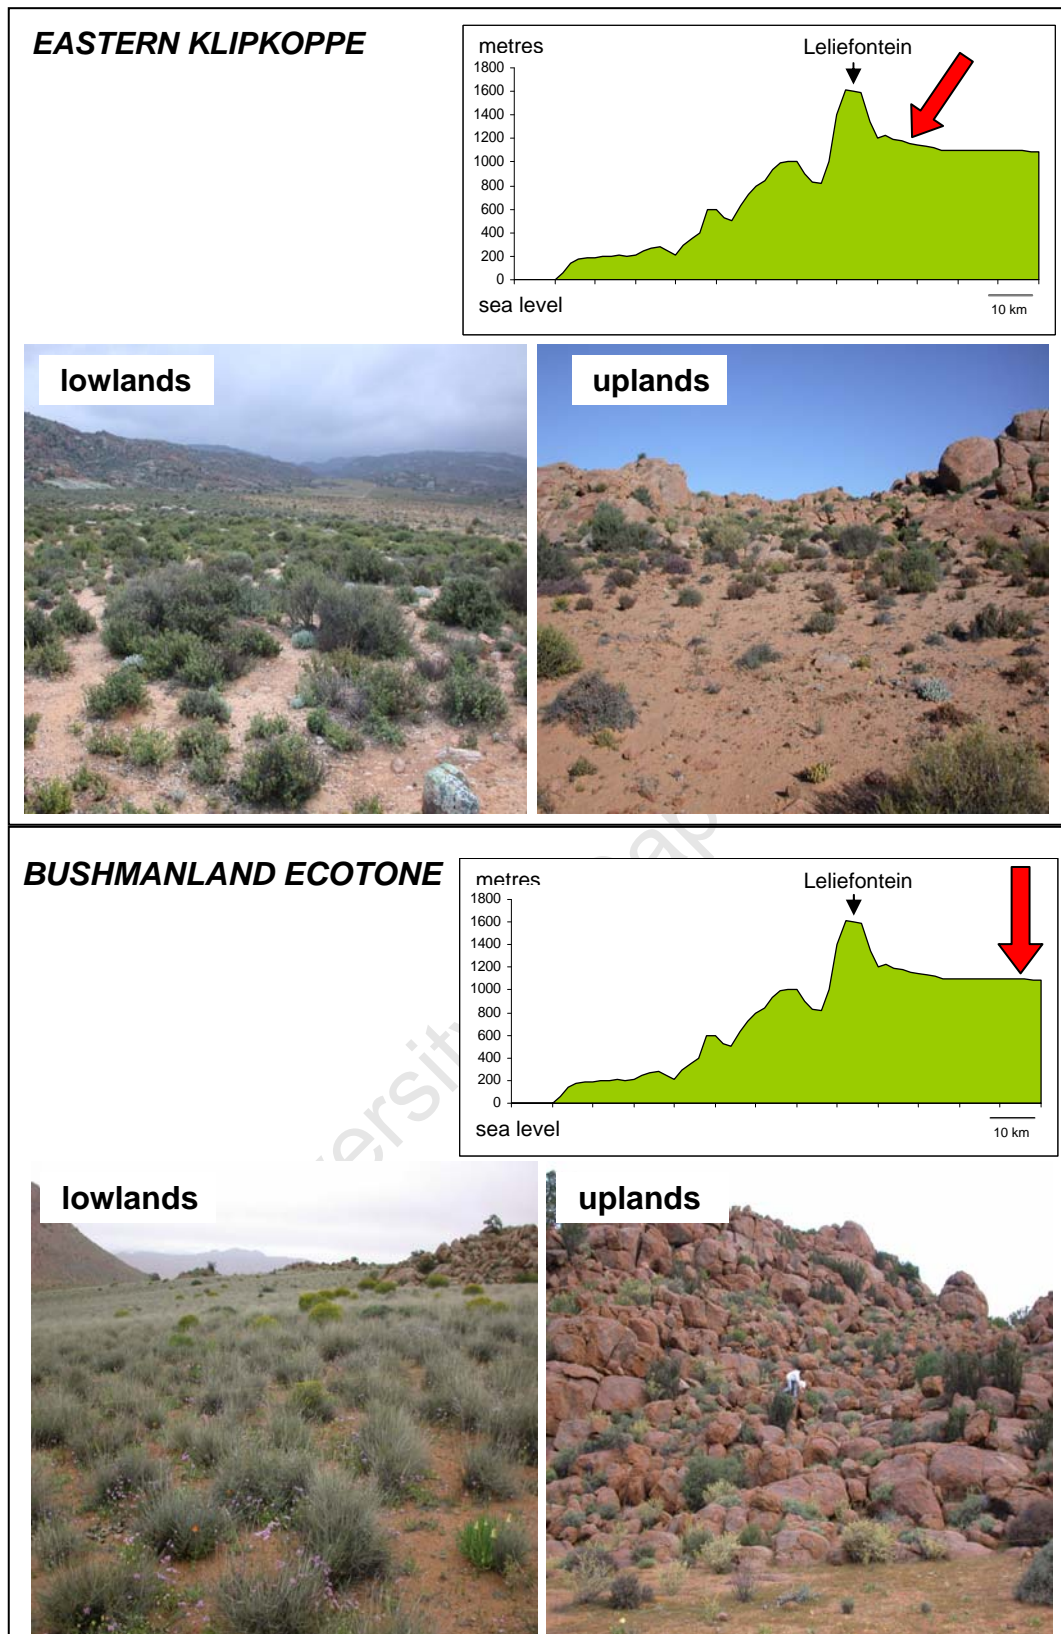 EASTERN KLIPKOPPE
metres
Leliefontein
1800
1600
1400
1200
1000
800
600
400
200
0
sea level
10 km
lowlands
uplands
BUSHMANLAND ECOTONE
metres
Leliefontein
1800
1600
1400
1200
1000
800
600
400
200
0
sea level
10 km
lowlands
uplands